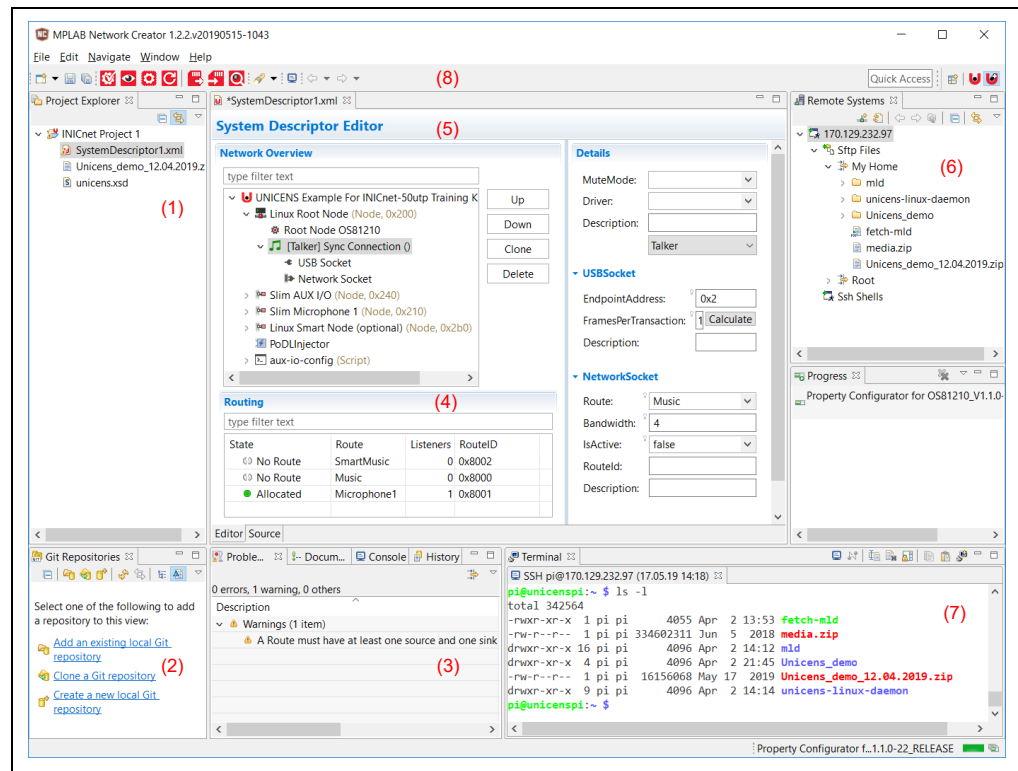 MPLAB Network Creator 1.2.2.v20190515-1043
File Edit Navigate Window Help
(8)
Quick Access
Project Explorer
INICnet Project 1
SystemDescriptor1.xml
Unicens_demo_12.04.2019.z
unicens.xsd
(1)
*SystemDescriptor1.xml
System Descriptor Editor
(5)
Network Overview
type filter text
UNICENS Example For INICnet-50utp Training K
Linux Root Node (Node, 0x200)
Root Node OS81210
[Talker] Sync Connection ()
USB Socket
Network Socket
Slim AUX I/O (Node, 0x240)
Slim Microphone 1 (Node, 0x210)
Linux Smart Node (optional) (Node, 0x2b0)
PoDLInjector
aux-io-config (Script)
Up
Down
Clone
Delete
Routing
(4)
type filter text
State Route Listeners RouteID
No Route SmartMusic 0 0x8002
No Route Music 0 0x8000
Allocated Microphone1 1 0x8001
Editor Source
Details
MuteMode:
Driver:
Description:
Talker
USBSocket
EndpointAddress: 0x2
FramesPerTransaction: 1 Calculate
Description:
NetworkSocket
Route: Music
Bandwidth: 4
IsActive: false
RouteId:
Description:
Remote Systems
170.129.232.97
Sftp Files
My Home
(6)
mld
unicens-linux-daemon
Unicens_demo
fetch-mld
media.zip
Unicens_demo_12.04.2019.zip
Root
Ssh Shells
Progress
Property Configurator for OS81210_V1.1.0-
Git Repositories
Select one of the following to add
a repository to this view:
Add an existing local Git
repository
(2)
Clone a Git repository
Create a new local Git
repository
Proble... Docum... Console History
0 errors, 1 warning, 0 others
Description
Warnings (1 item)
A Route must have at least one source and one sink
(3)
Terminal
SSH pi@170.129.232.97 (17.05.19 14:18)
pi@unicenspi:~ $ ls -l
(7)
total 342564
-rwxr-xr-x 1 pi pi 4055 Apr 2 13:53 fetch-mld
-rw-r--r-- 1 pi pi 334602311 Jun 5 2018 media.zip
drwxr-xr-x 16 pi pi 4096 Apr 2 14:12 mld
drwxr-xr-x 4 pi pi 4096 Apr 2 21:45 Unicens_demo
-rw-r--r-- 1 pi pi 16156068 May 17 2019 Unicens_demo_12.04.2019.zip
drwxr-xr-x 9 pi pi 4096 Apr 2 14:14 unicens-linux-daemon
pi@unicenspi:~ $
Property Configurator f...1.1.0-22_RELEASE